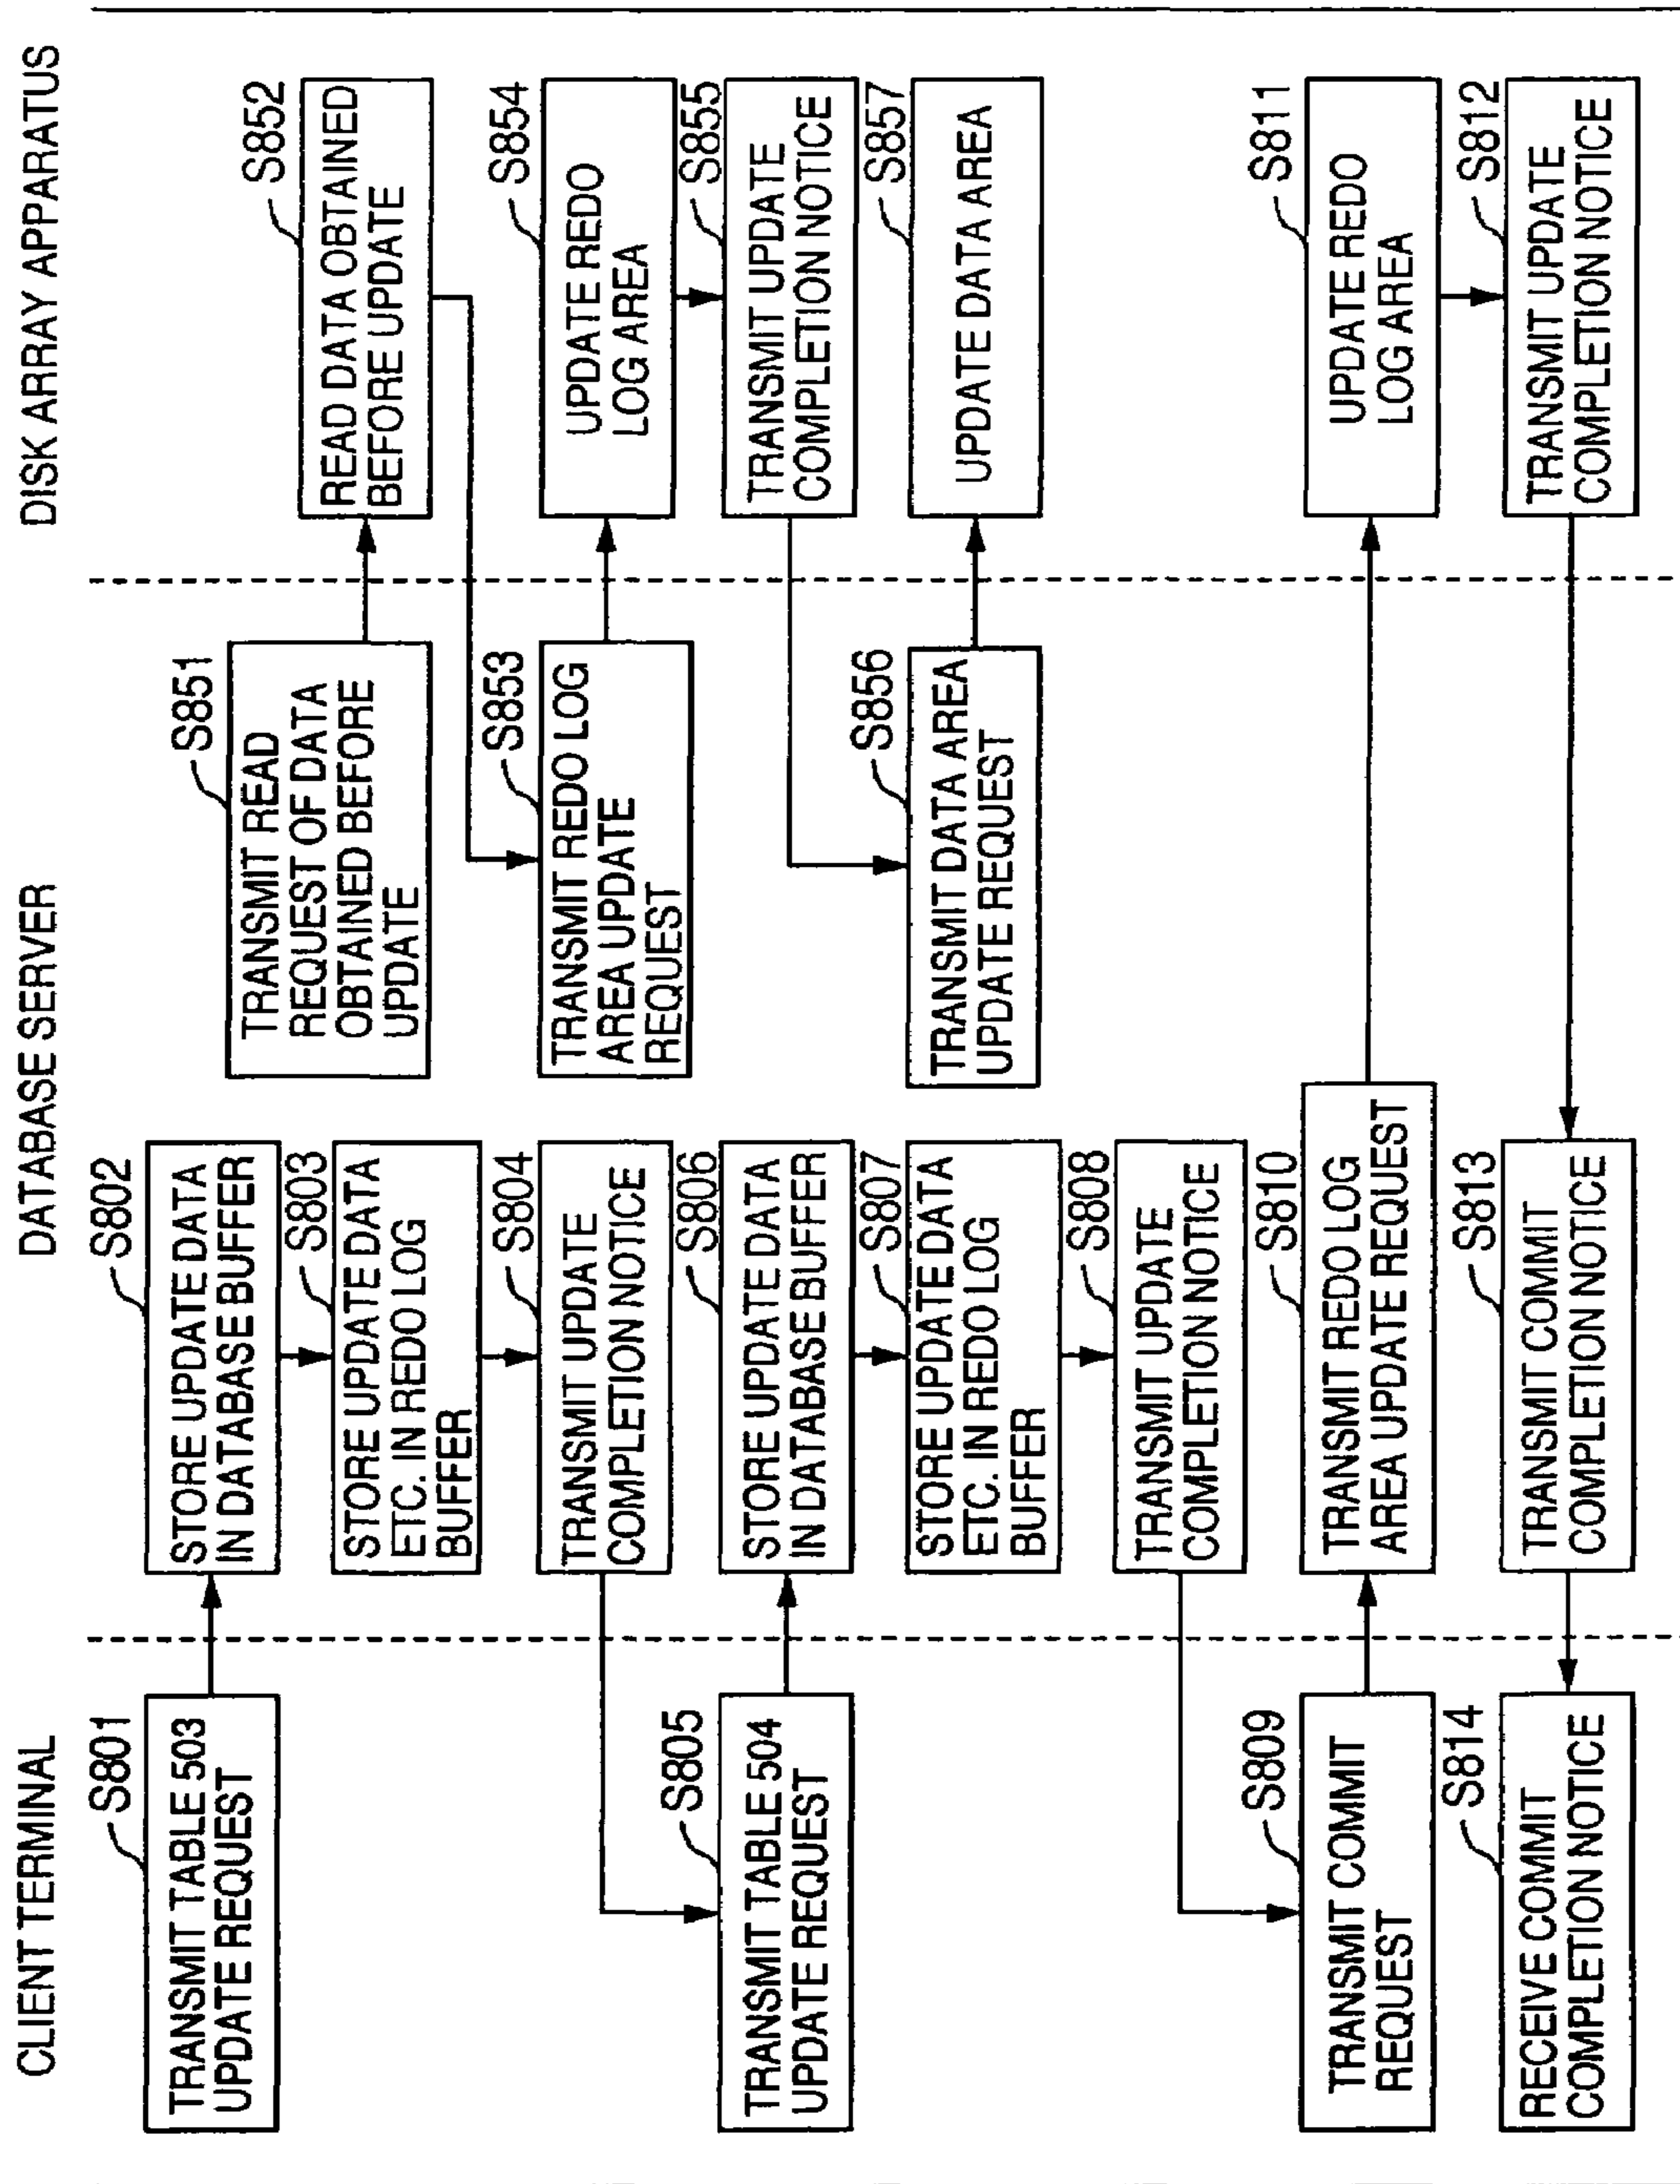 CLIENT TERMINAL
DATABASE SERVER
DISK ARRAY APPARATUS
S801
TRANSMIT TABLE 503
UPDATE REQUEST
S802
STORE UPDATE DATA
IN DATABASE BUFFER
S803
STORE UPDATE DATA
ETC. IN REDO LOG
BUFFER
S804
TRANSMIT UPDATE
COMPLETION NOTICE
S805
TRANSMIT TABLE 504
UPDATE REQUEST
S806
STORE UPDATE DATA
IN DATABASE BUFFER
S807
STORE UPDATE DATA
ETC. IN REDO LOG
BUFFER
S808
TRANSMIT UPDATE
COMPLETION NOTICE
S809
TRANSMIT COMMIT
REQUEST
S810
TRANSMIT REDO LOG
AREA UPDATE REQUEST
S811
UPDATE REDO
LOG AREA
S812
TRANSMIT UPDATE
COMPLETION NOTICE
S813
TRANSMIT COMMIT
COMPLETION NOTICE
S814
RECEIVE COMMIT
COMPLETION NOTICE
S851
TRANSMIT READ
REQUEST OF DATA
OBTAINED BEFORE
UPDATE
S852
READ DATA OBTAINED
BEFORE UPDATE
S853
TRANSMIT REDO LOG
AREA UPDATE
REQUEST
S854
UPDATE REDO
LOG AREA
S855
TRANSMIT UPDATE
COMPLETION NOTICE
S856
TRANSMIT DATA AREA
UPDATE REQUEST
S857
UPDATE DATA AREA